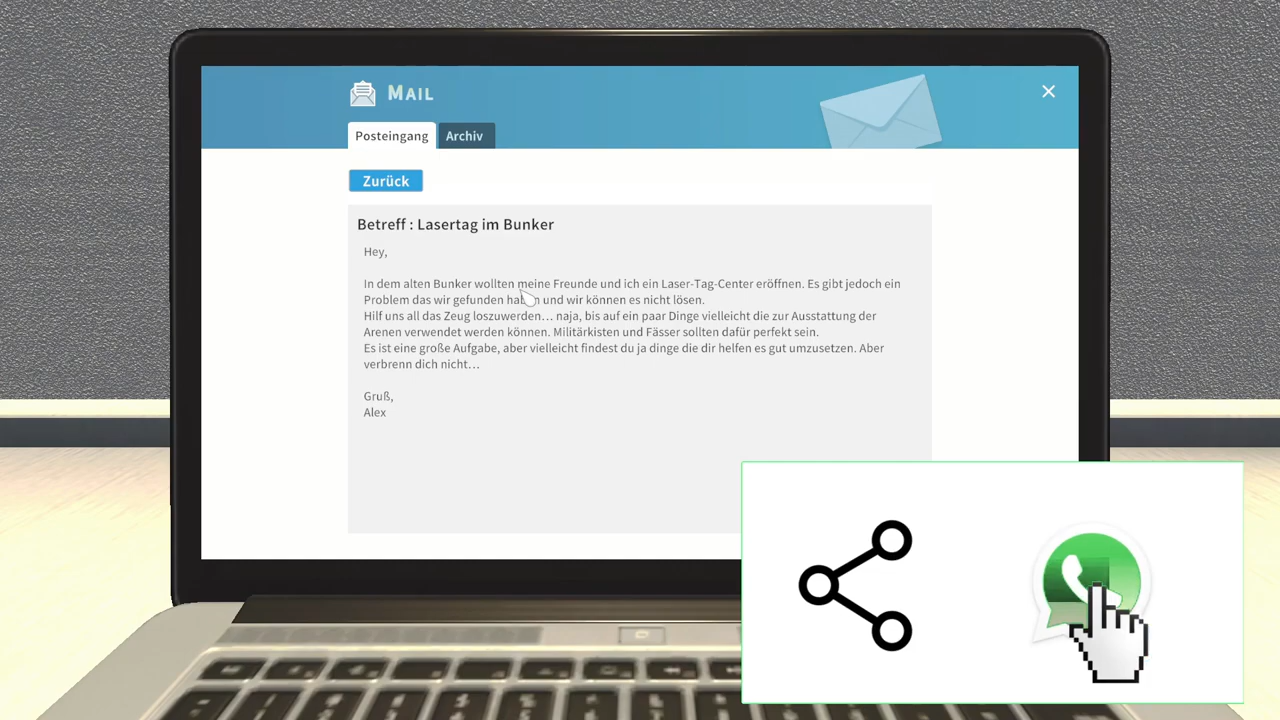 MAIL
Posteingang
Archiv
Zurück
Betreff : Lasertag im Bunker
Hey,
In dem alten Bunker wollten meine Freunde und ich ein Laser-Tag-Center eröffnen. Es gibt jedoch ein
Problem das wir gefunden haben und wir können es nicht lösen.
Hilf uns all das Zeug loszuwerden… naja, bis auf ein paar Dinge vielleicht die zur Ausstattung der
Arenen verwendet werden können. Militärkisten und Fässer sollten dafür perfekt sein.
Es ist eine große Aufgabe, aber vielleicht findest du ja dinge die dir helfen es gut umzusetzen. Aber
verbrenn dich nicht…
Gruß,
Alex